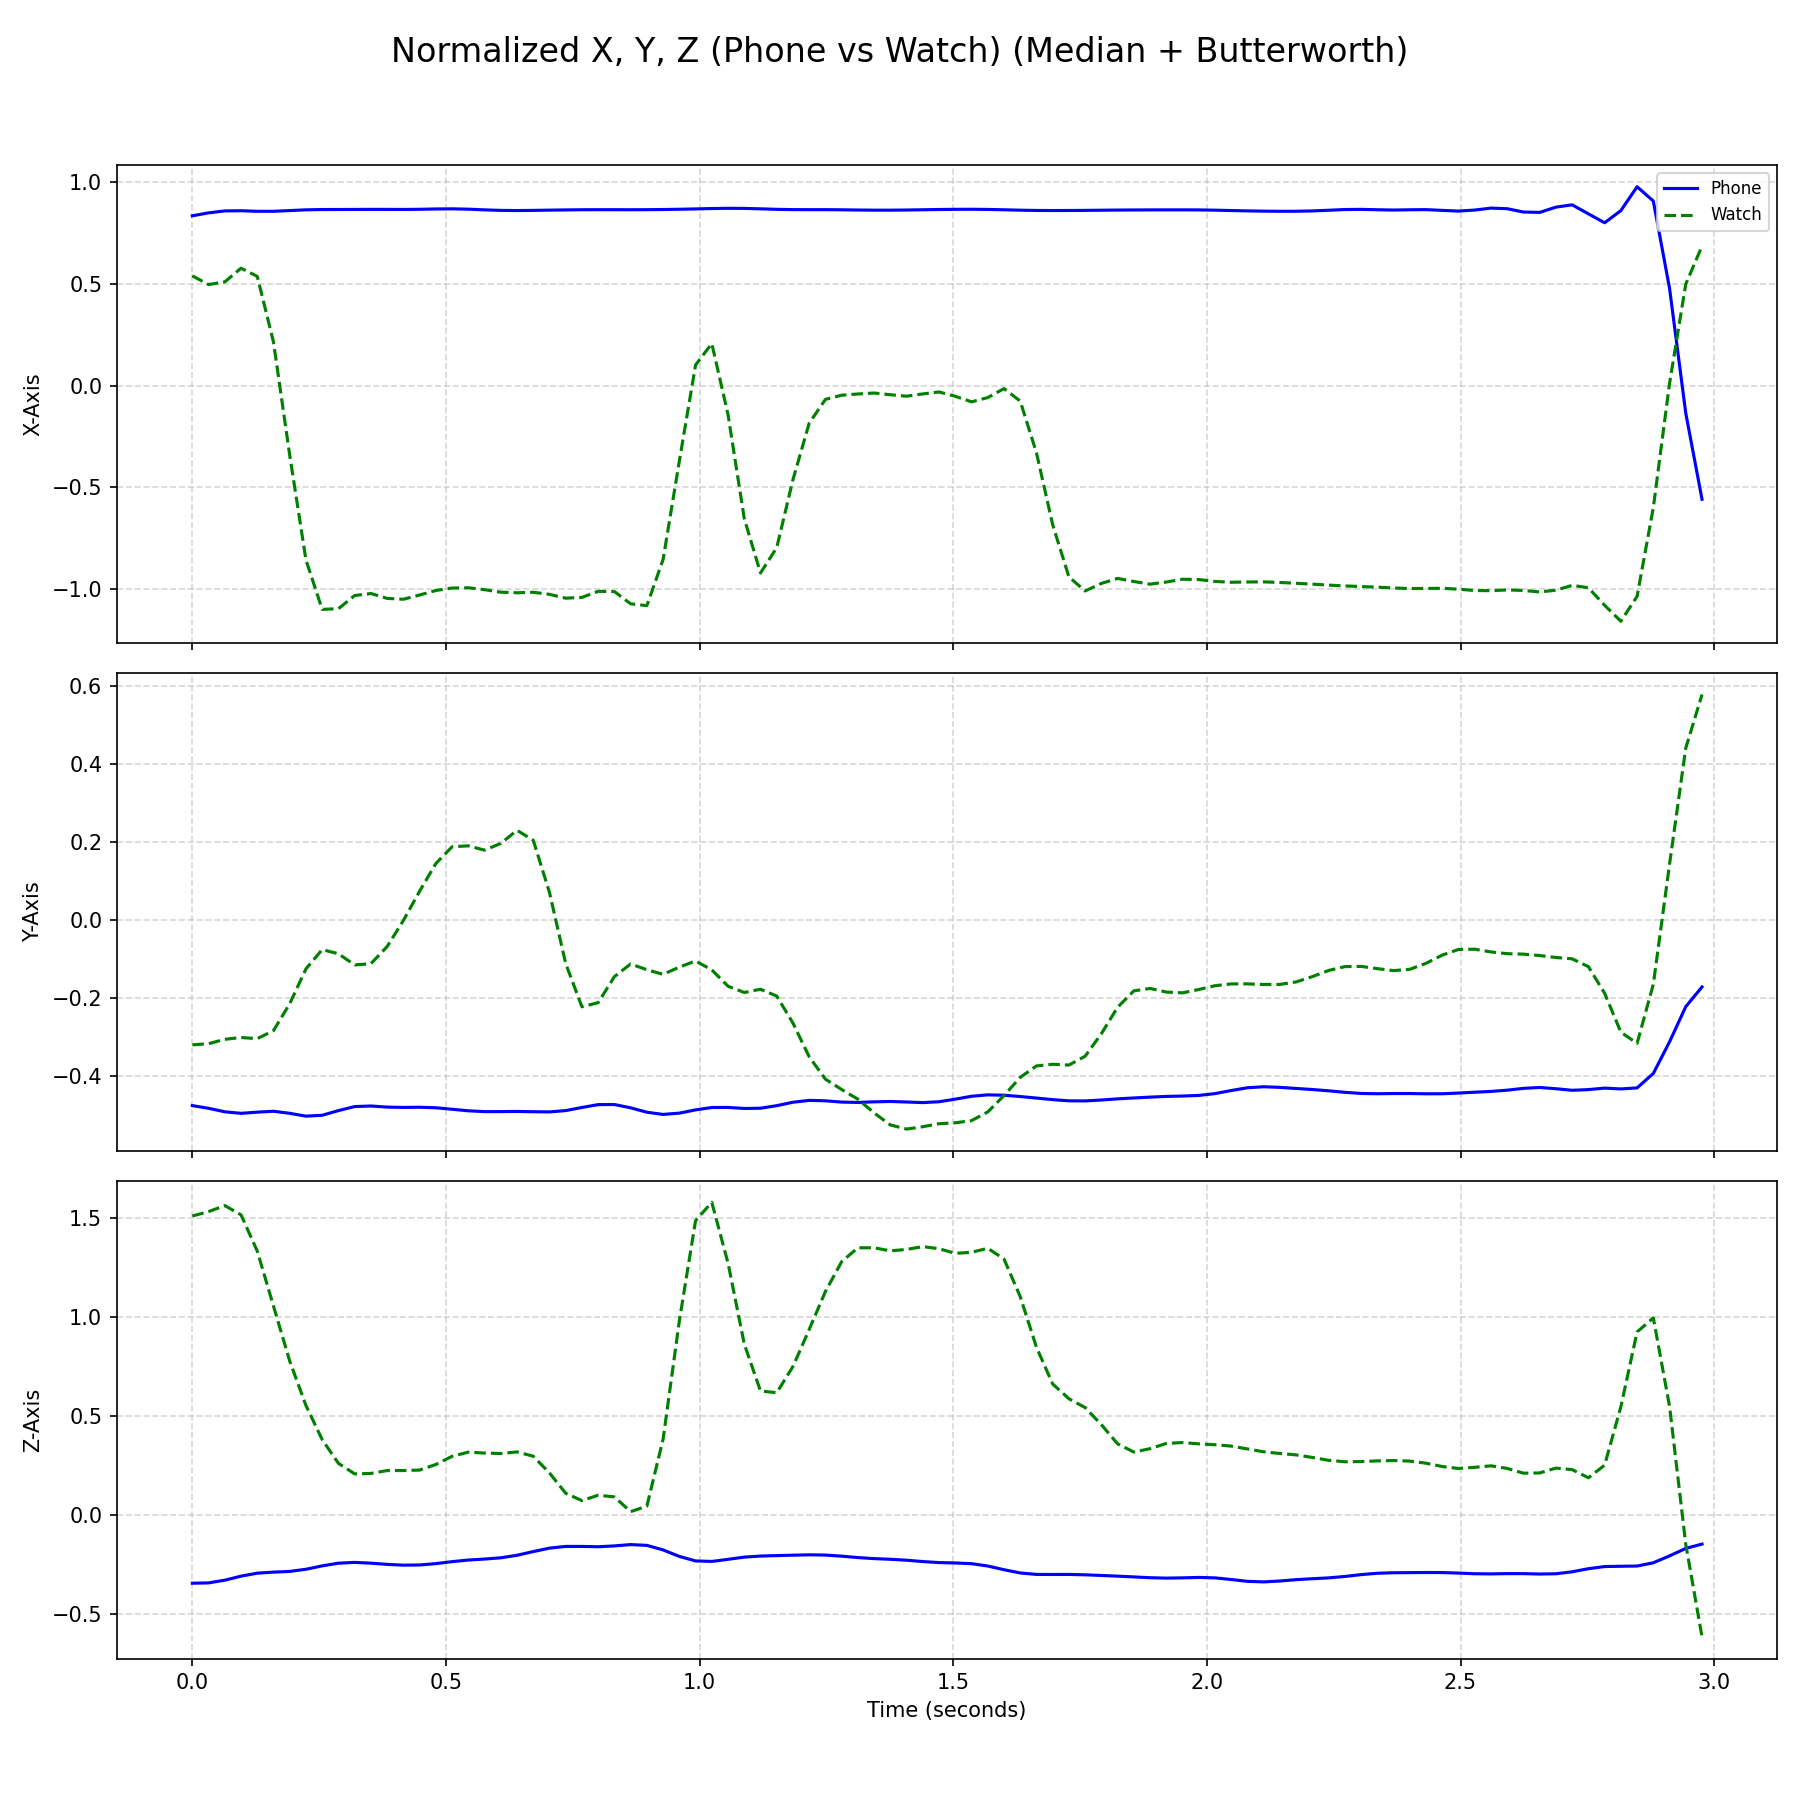 Normalized X, Y, Z (Phone vs Watch) (Median + Butterworth)
1.0
0.5
0.0
−0.5
−1.0
X-Axis
Phone
Watch
0.6
0.4
0.2
0.0
−0.2
−0.4
Y-Axis
1.5
1.0
0.5
0.0
−0.5
Z-Axis
0.0 0.5 1.0 1.5 2.0 2.5 3.0
Time (seconds)